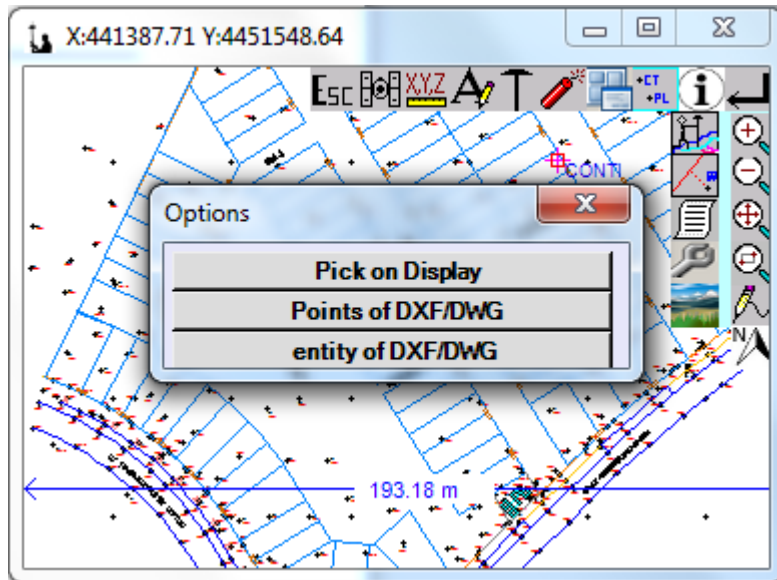 X:441387.71 Y:4451548.64
Esc X,Y,Z A T +CT
+PL i
CONTI
Options
Pick on Display
Points of DXF/DWG
entity of DXF/DWG
N
193.18 m